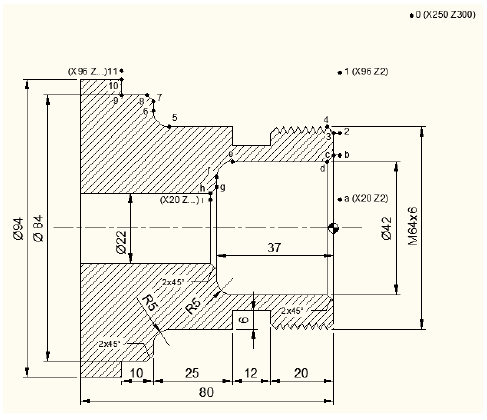 0 (X250 Z300)
(X96 Z...) 11
1 (X96 Z2)
10
9
8
7
6
5
4
3
2
e
c
b
d
f
g
h
(X20 Z...) i
a (X20 Z2)
Ø94
Ø 84
Ø22
37
Ø42
M64x6
2x45°
R5
R5
6
2x45°
2x45°
10
25
12
20
80